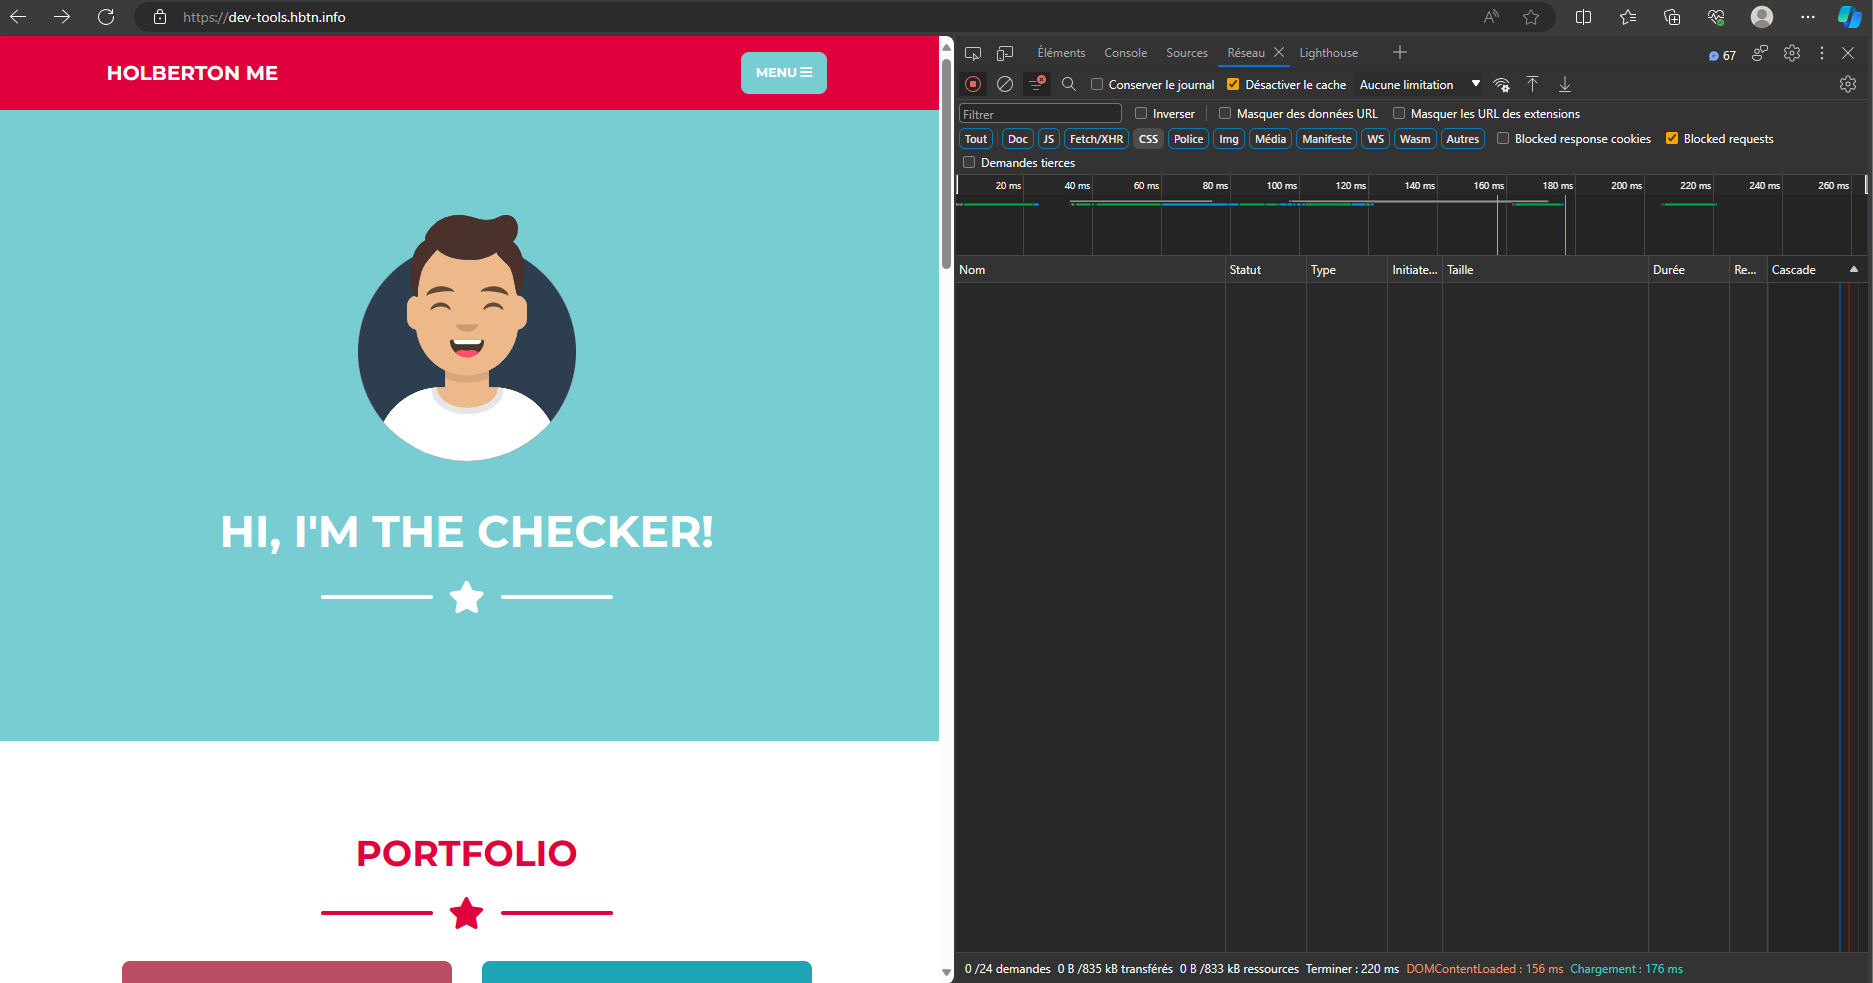 https://dev-tools.hbtn.info
HOLBERTON ME
MENU
HI, I'M THE CHECKER!
PORTFOLIO
Éléments Console Sources Réseau Lighthouse 67
Conserver le journal Désactiver le cache Aucune limitation
Filtrer Inverser Masquer des données URL Masquer les URL des extensions
Tout Doc JS Fetch/XHR CSS Police Img Média Manifeste WS Wasm Autres Blocked response cookies Blocked requests
Demandes tierces
20 ms 40 ms 60 ms 80 ms 100 ms 120 ms 140 ms 160 ms 180 ms 200 ms 220 ms 240 ms 260 ms
Nom Statut Type Initiate... Taille Durée Re... Cascade
0 /24 demandes 0 B /835 kB transférés 0 B /833 kB ressources Terminer : 220 ms DOMContentLoaded : 156 ms Chargement : 176 ms